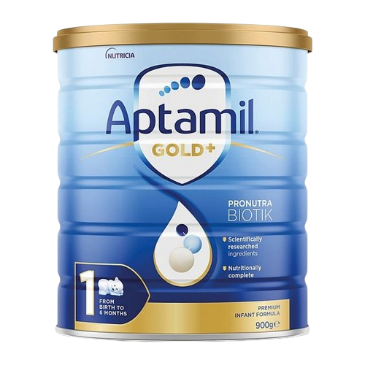 NUTRICIA
Aptamil
GOLD+
PRONUTRA
BIOTIK
Scientifically
researched
ingredients
Nutritionally
complete
1
FROM
BIRTH TO
6 MONTHS
PREMIUM
INFANT FORMULA
900g℮